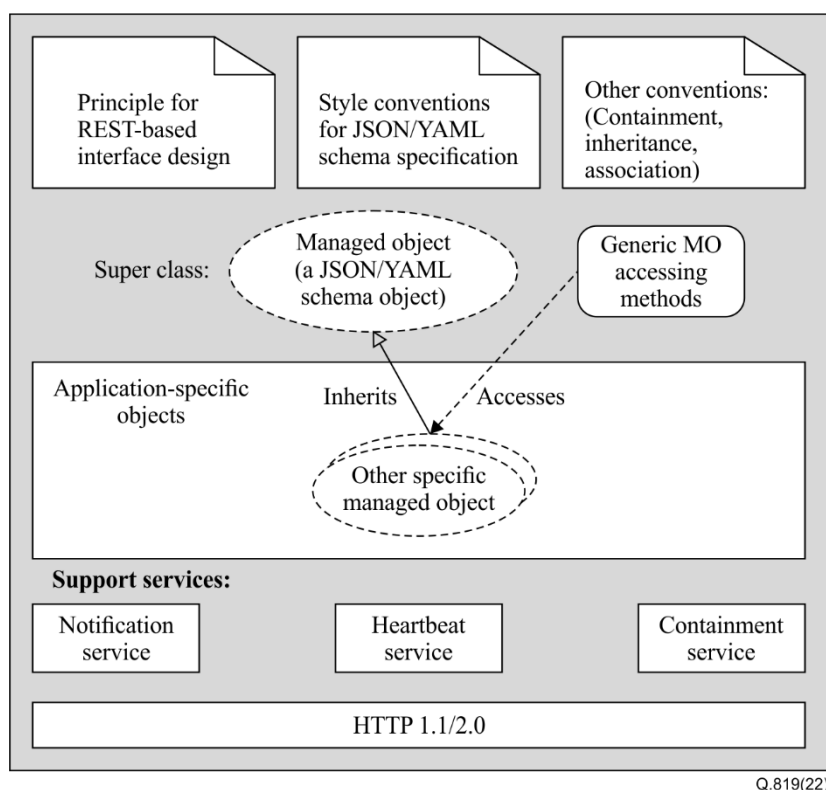 Principle for
REST-based
interface design
Style conventions
for JSON/YAML
schema specification
Other conventions:
(Containment,
inheritance,
association)
Super class:
Managed object
(a JSON/YAML
schema object)
Generic MO
accessing
methods
Application-specific
objects
Inherits
Accesses
Other specific
managed object
Support services:
Notification
service
Heartbeat
service
Containment
service
HTTP 1.1/2.0
Q.819(22)